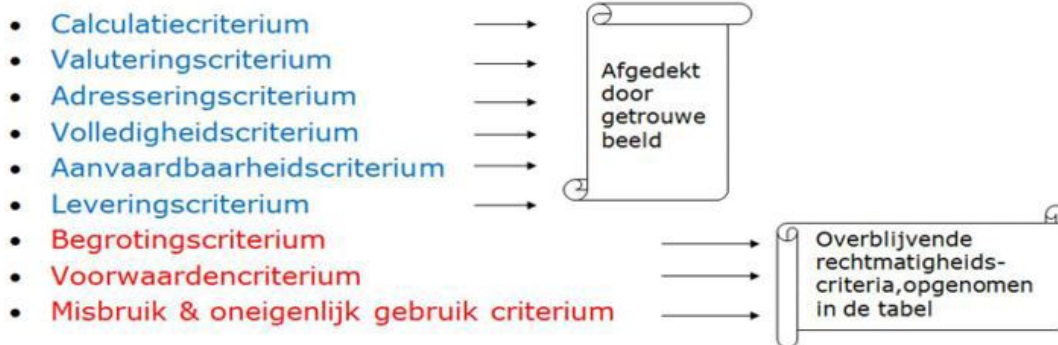 • Calculatiecriterium
• Valuteringscriterium
• Adresseringscriterium
• Volledigheidscriterium
• Aanvaardbaarheidscriterium
• Leveringscriterium
Afgedekt
door
getrouwe
beeld
• Begrotingscriterium
• Voorwaardencriterium
• Misbruik & oneigenlijk gebruik criterium
Overblijvende
rechtmatigheids-
criteria,opgenomen
in de tabel